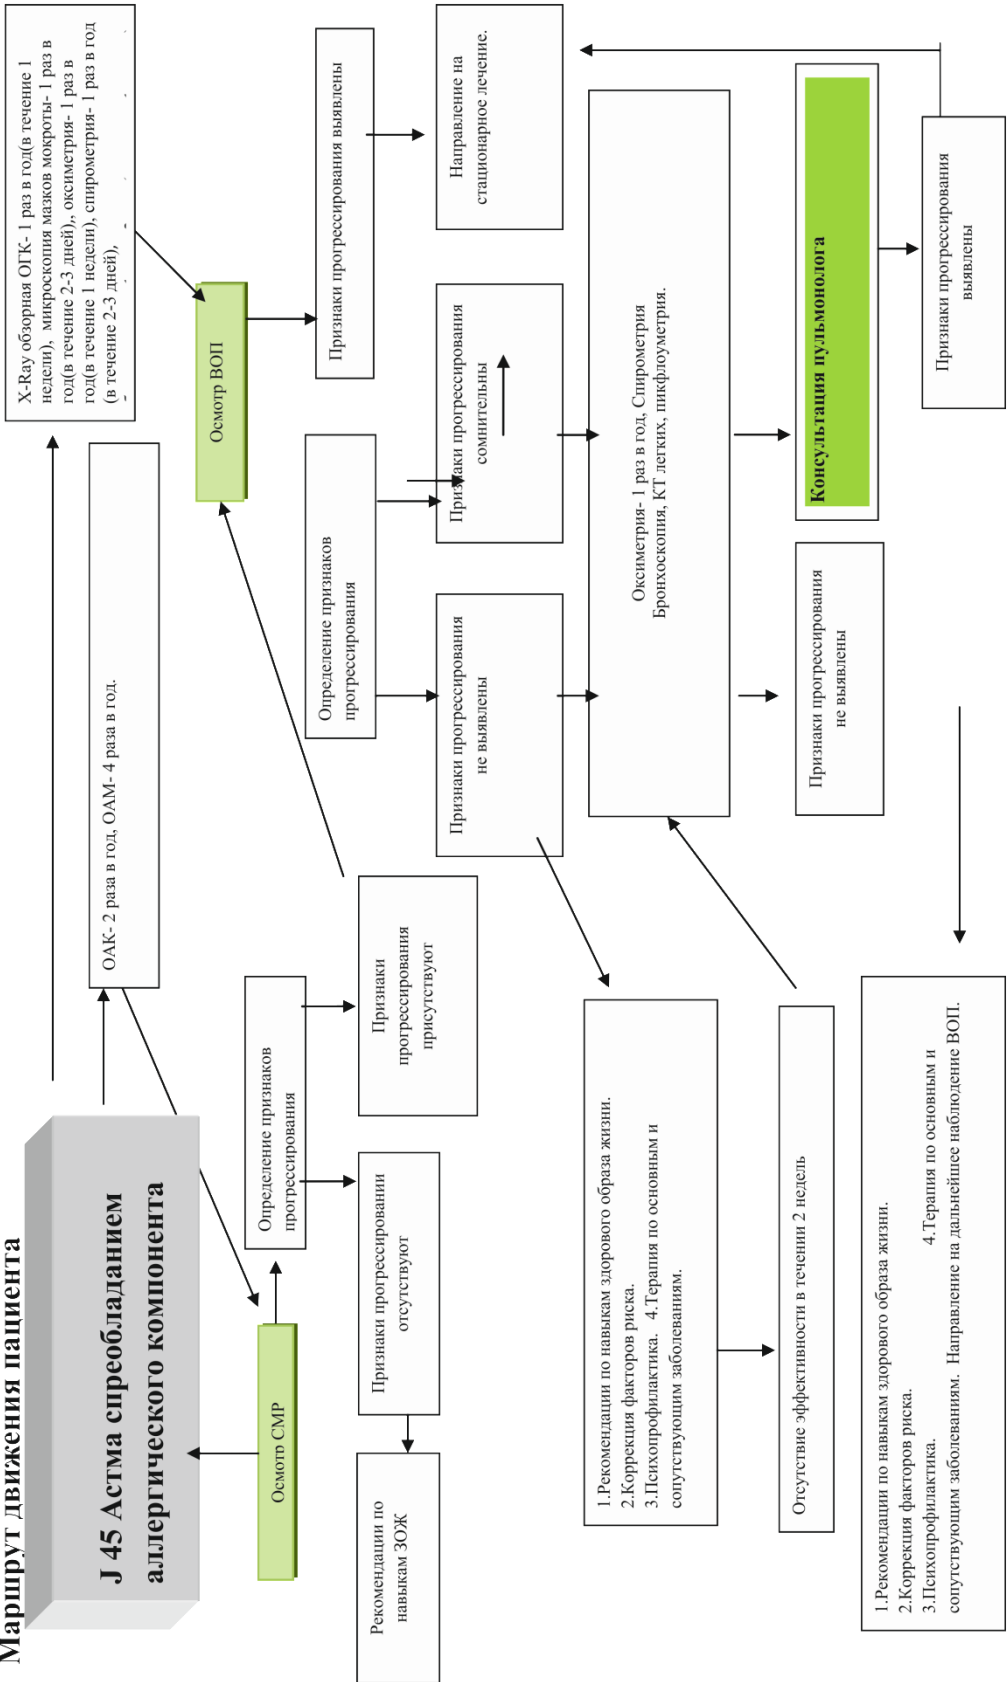 Маршрут движения пациента
J 45 Астма спреобладанием
аллергического компонента
ОАК- 2 раза в год, ОАМ- 4 раза в год.
X-Ray обзорная ОГК- 1 раз в год(в течение 1
недели), микроскопия мазков мокроты- 1 раз в
год(в течение 2-3 дней),, оксиметрия- 1 раз в
год(в течение 1 недели), спирометрия- 1 раз в год
(в течение 2-3 дней),
Осмотр СМР
Определение признаков
прогрессирования
Осмотр ВОП
Рекомендации по
навыкам ЗОЖ
Признаки прогрессировании
отсутствуют
Признаки
прогрессирования
присутствуют
Определение признаков
прогрессирования
Признаки прогрессирования выявлены
Признаки прогрессирования
не выявлены
Признаки прогрессирования
сомнительны
Направление на
стационарное лечение.
1.Рекомендации по навыкам здорового образа жизни.
2.Коррекция факторов риска.
3.Психопрофилактика. 4.Терапия по основным и
сопутствующим заболеваниям.
Оксиметрия- 1 раз в год, Спирометрия
Бронхоскопия, КТ легких, пикфлоуметрия.
Отсутствие эффективности в течении 2 недель
Признаки прогрессирования
не выявлены
Консультация пульмонолога
1.Рекомендации по навыкам здорового образа жизни.
2.Коррекция факторов риска.
3.Психопрофилактика. 4.Терапия по основным и
сопутствующим заболеваниям. Направление на дальнейшее наблюдение ВОП.
Признаки прогрессирования
выявлены